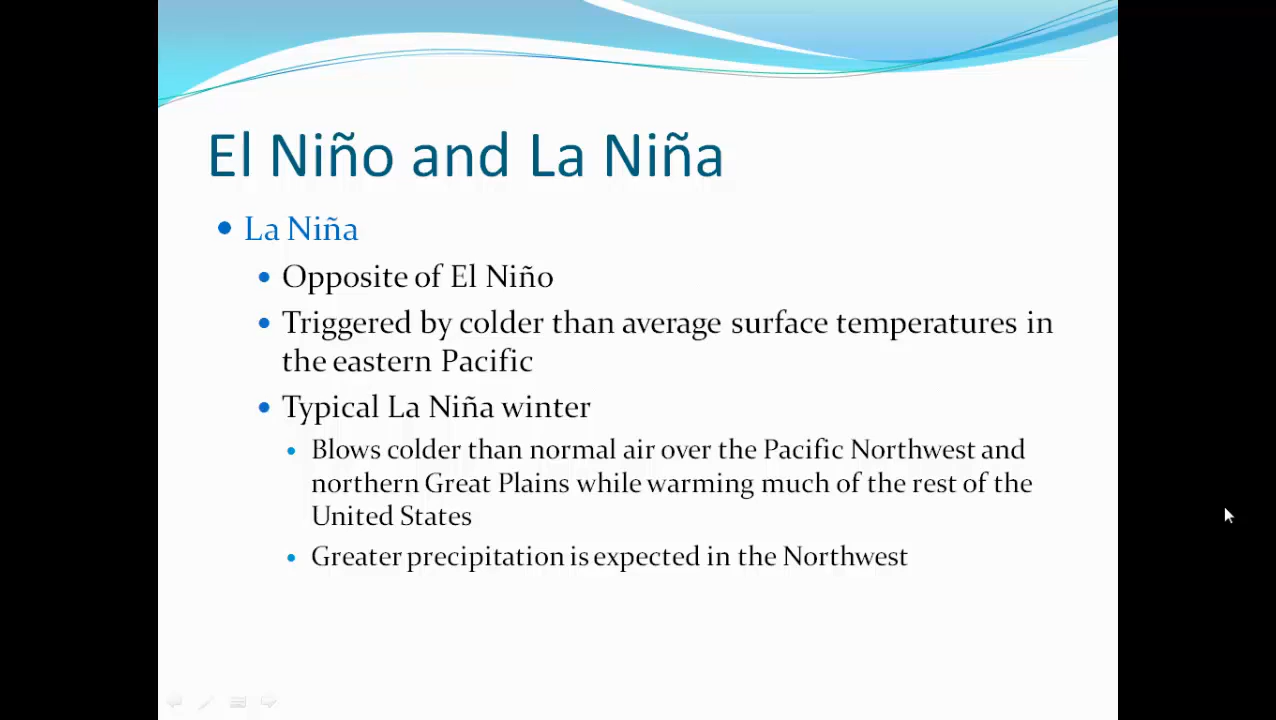 El Niño and La Niña
• La Niña
• Opposite of El Niño
• Triggered by colder than average surface temperatures in
the eastern Pacific
• Typical La Niña winter
• Blows colder than normal air over the Pacific Northwest and
northern Great Plains while warming much of the rest of the
United States
• Greater precipitation is expected in the Northwest